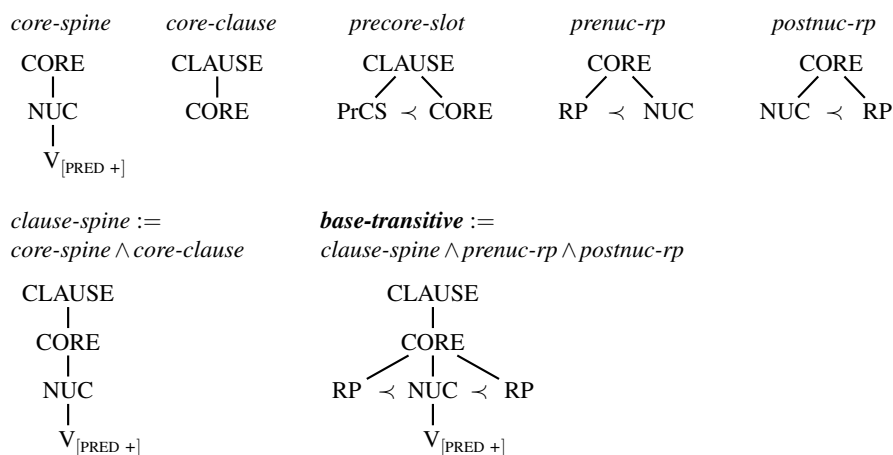 core-spine core-clause precore-slot prenuc-rp postnuc-rp
CORE CLAUSE CLAUSE CORE CORE
NUC CORE PrCS ≺ CORE RP ≺ NUC NUC ≺ RP
V[PRED +]
clause-spine := base-transitive :=
core-spine ∧ core-clause clause-spine ∧ prenuc-rp ∧ postnuc-rp
CLAUSE CLAUSE
CORE CORE
NUC RP ≺ NUC ≺ RP
V[PRED +] V[PRED +]